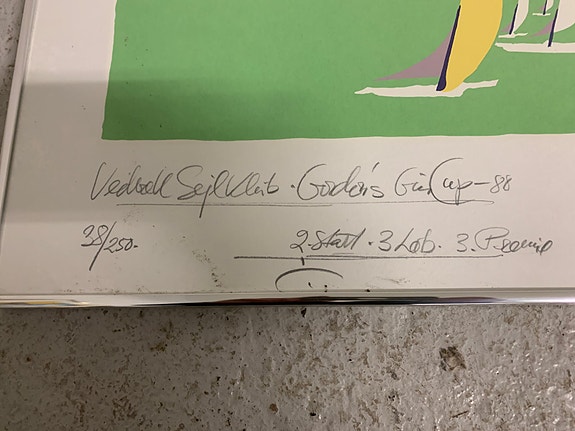 Vedbæk Sejlklub · Gordon's Gin Cup - 88
38/250.
2. Start · 3 Løb. 3. Præmie